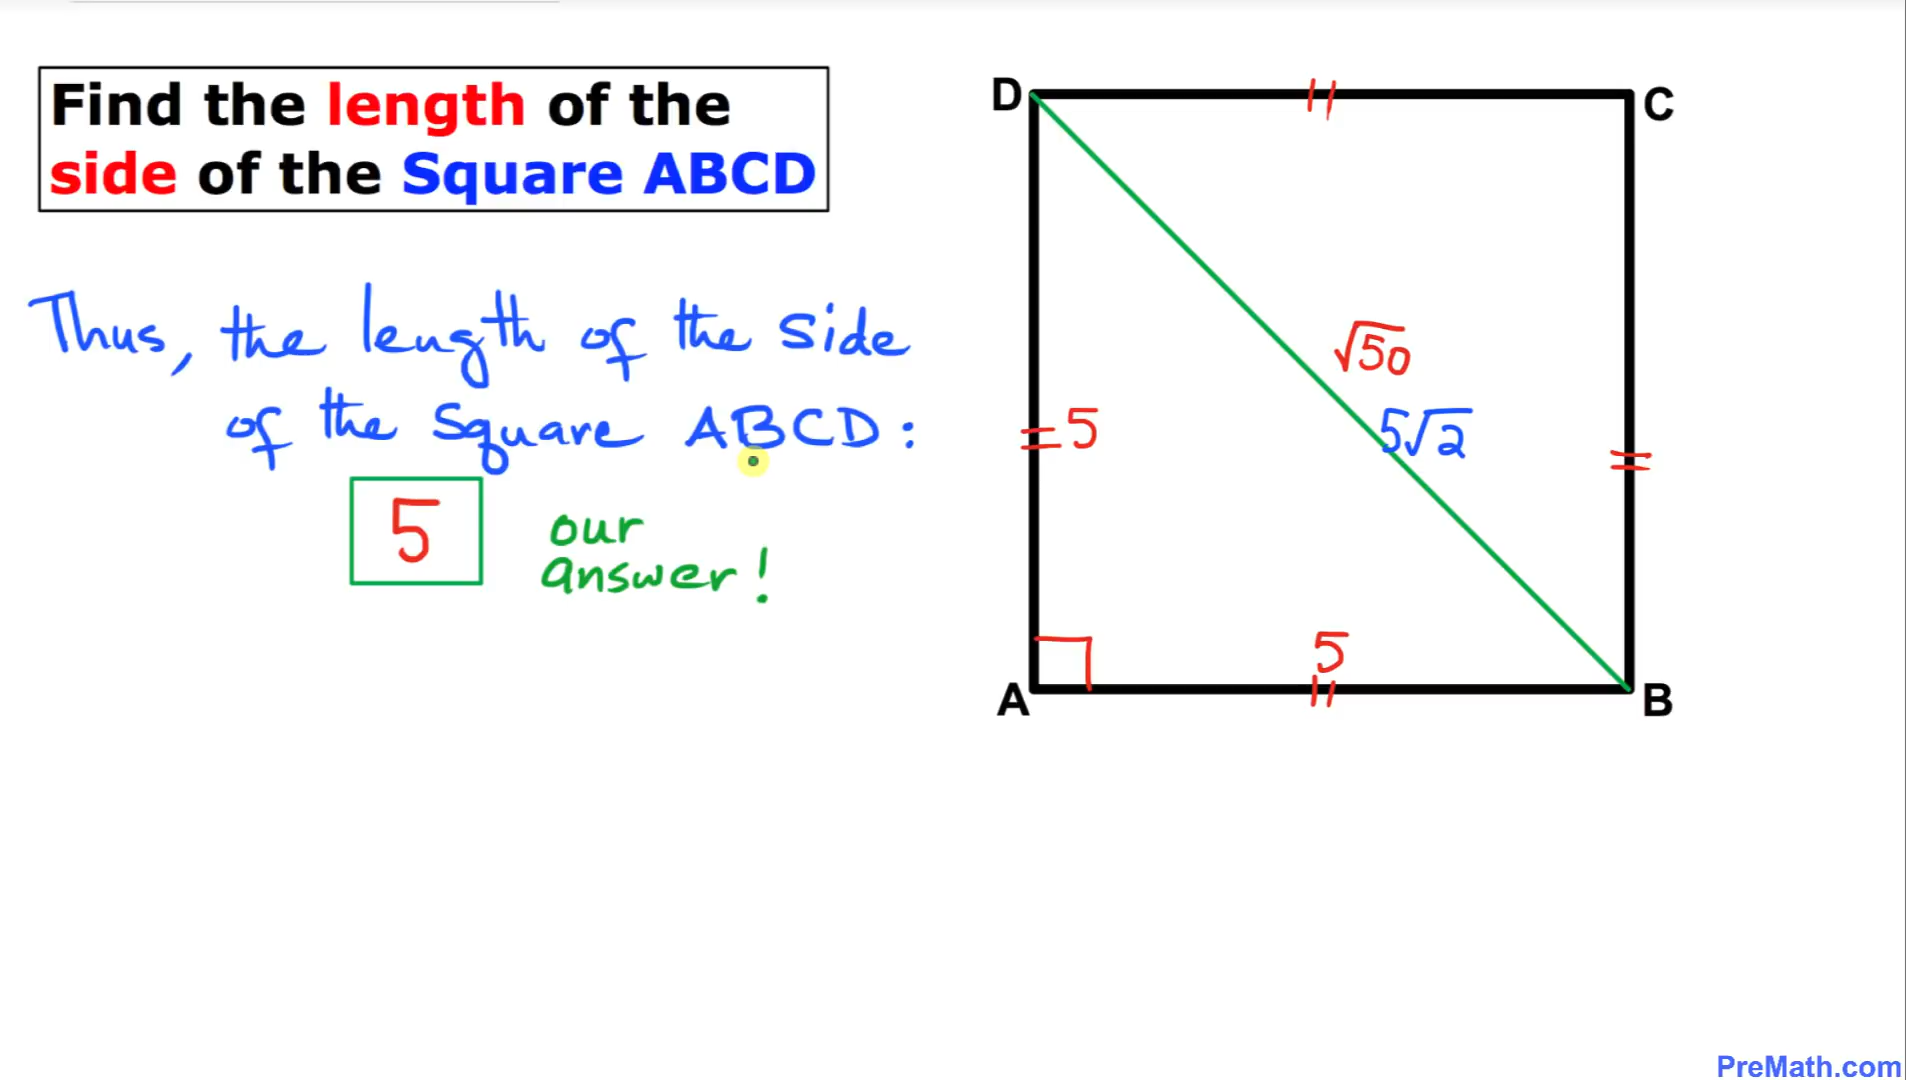 Find the length of the
side of the Square ABCD
Thus, the length of the side
of the square ABCD:
5
our
answer!
D
C
√50
5√2
5
5
A
B
PreMath.com